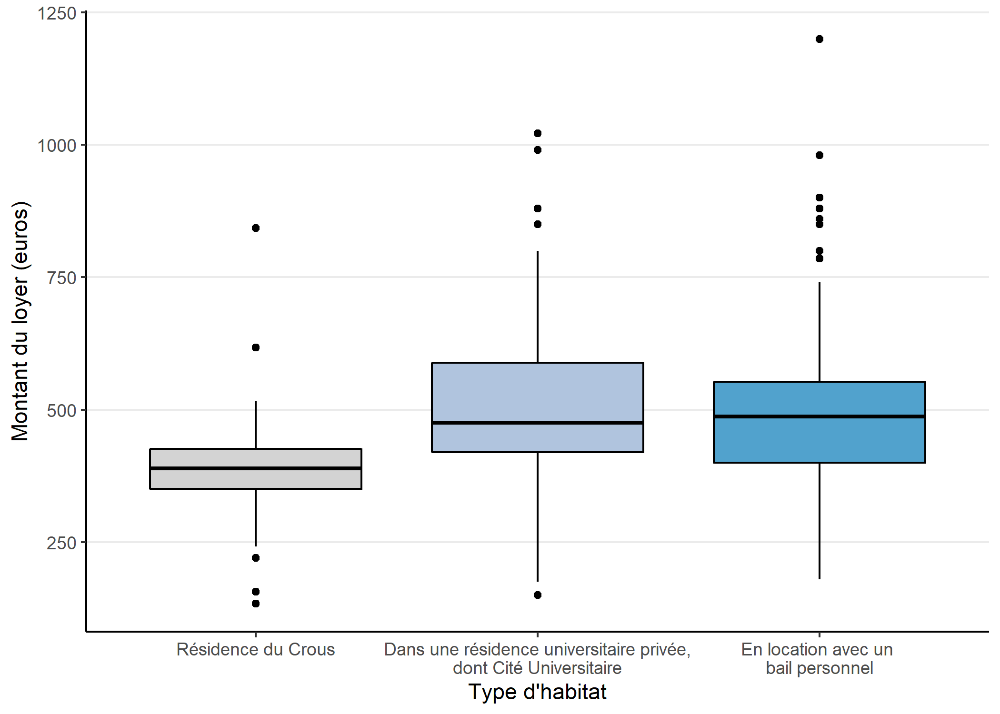 1250
1000
750
500
250
Montant du loyer (euros)
Résidence du Crous
Dans une résidence universitaire privée,
dont Cité Universitaire
En location avec un
bail personnel
Type d'habitat